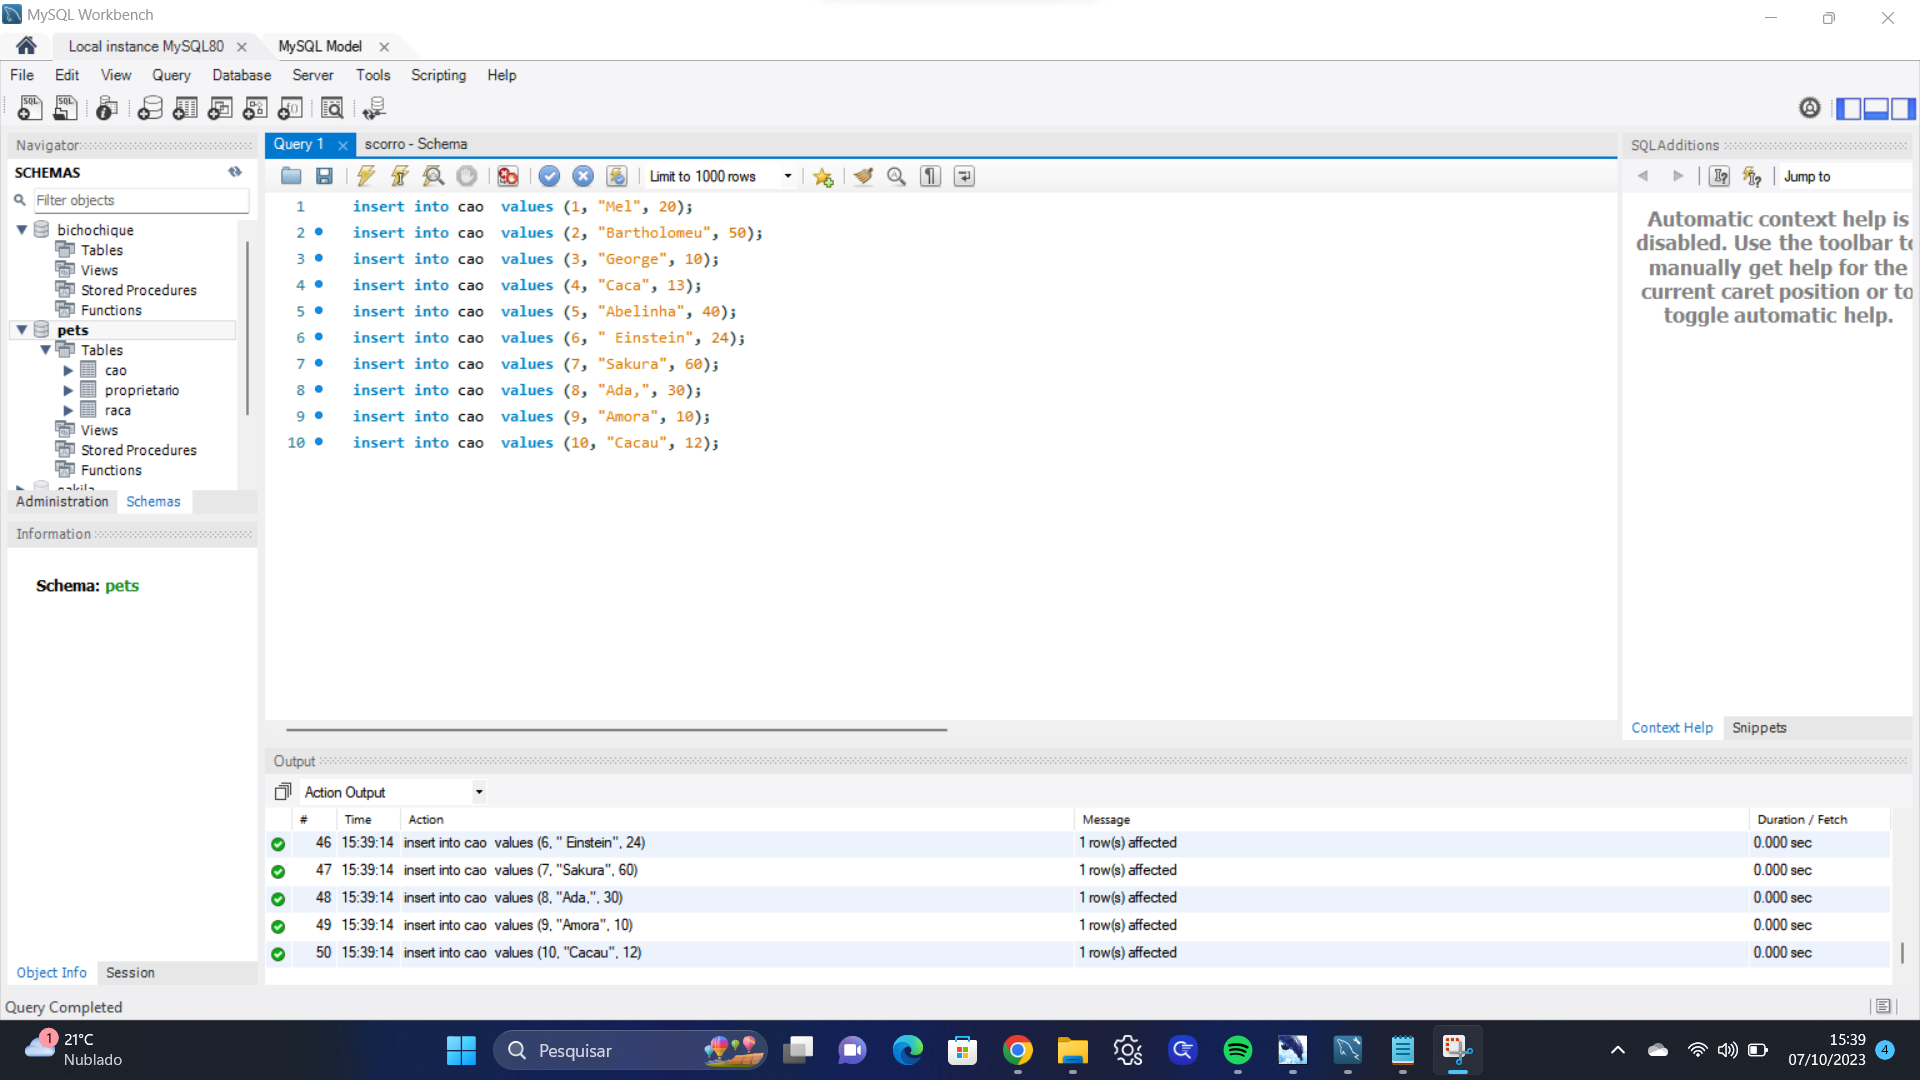 MySQL Workbench
Local instance MySQL80
MySQL Model
File Edit View Query Database Server Tools Scripting Help
Navigator
SCHEMAS
Filter objects
bichochique
Tables
Views
Stored Procedures
Functions
pets
Tables
cao
proprietario
raca
Views
Stored Procedures
Functions
Administration Schemas
Information
Schema: pets
Object Info Session
Query 1
scorro - Schema
Limit to 1000 rows
1 insert into cao  values (1, "Mel", 20);
2 insert into cao  values (2, "Bartholomeu", 50);
3 insert into cao  values (3, "George", 10);
4 insert into cao  values (4, "Caca", 13);
5 insert into cao  values (5, "Abelinha", 40);
6 insert into cao  values (6, " Einstein", 24);
7 insert into cao  values (7, "Sakura", 60);
8 insert into cao  values (8, "Ada,", 30);
9 insert into cao  values (9, "Amora", 10);
10 insert into cao  values (10, "Cacau", 12);
SQLAdditions
Jump to
Automatic context help is
disabled. Use the toolbar to
manually get help for the
current caret position or to
toggle automatic help.
Context Help Snippets
Output
Action Output
# Time Action Message Duration / Fetch
46 15:39:14 insert into cao  values (6, " Einstein", 24) 1 row(s) affected 0.000 sec
47 15:39:14 insert into cao  values (7, "Sakura", 60) 1 row(s) affected 0.000 sec
48 15:39:14 insert into cao  values (8, "Ada,", 30) 1 row(s) affected 0.000 sec
49 15:39:14 insert into cao  values (9, "Amora", 10) 1 row(s) affected 0.000 sec
50 15:39:14 insert into cao  values (10, "Cacau", 12) 1 row(s) affected 0.000 sec
Query Completed
1
21°C
Nublado
Pesquisar
15:39
07/10/2023
4